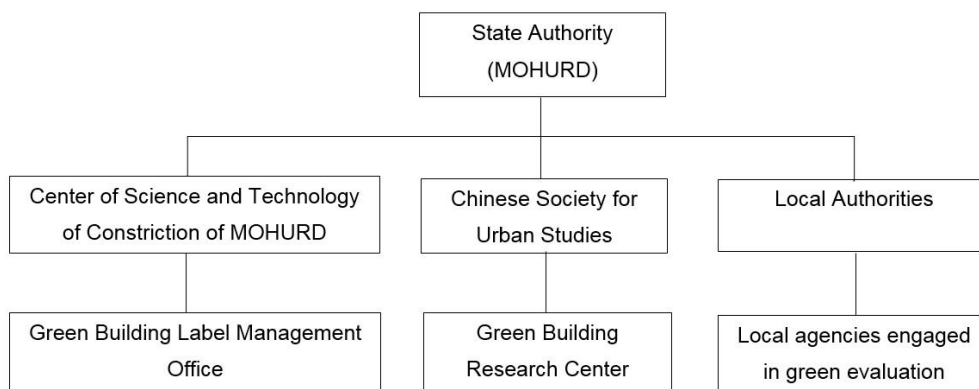 State Authority
(MOHURD)
Center of Science and Technology
of Constriction of MOHURD
Chinese Society for
Urban Studies
Local Authorities
Green Building Label Management
Office
Green Building
Research Center
Local agencies engaged
in green evaluation